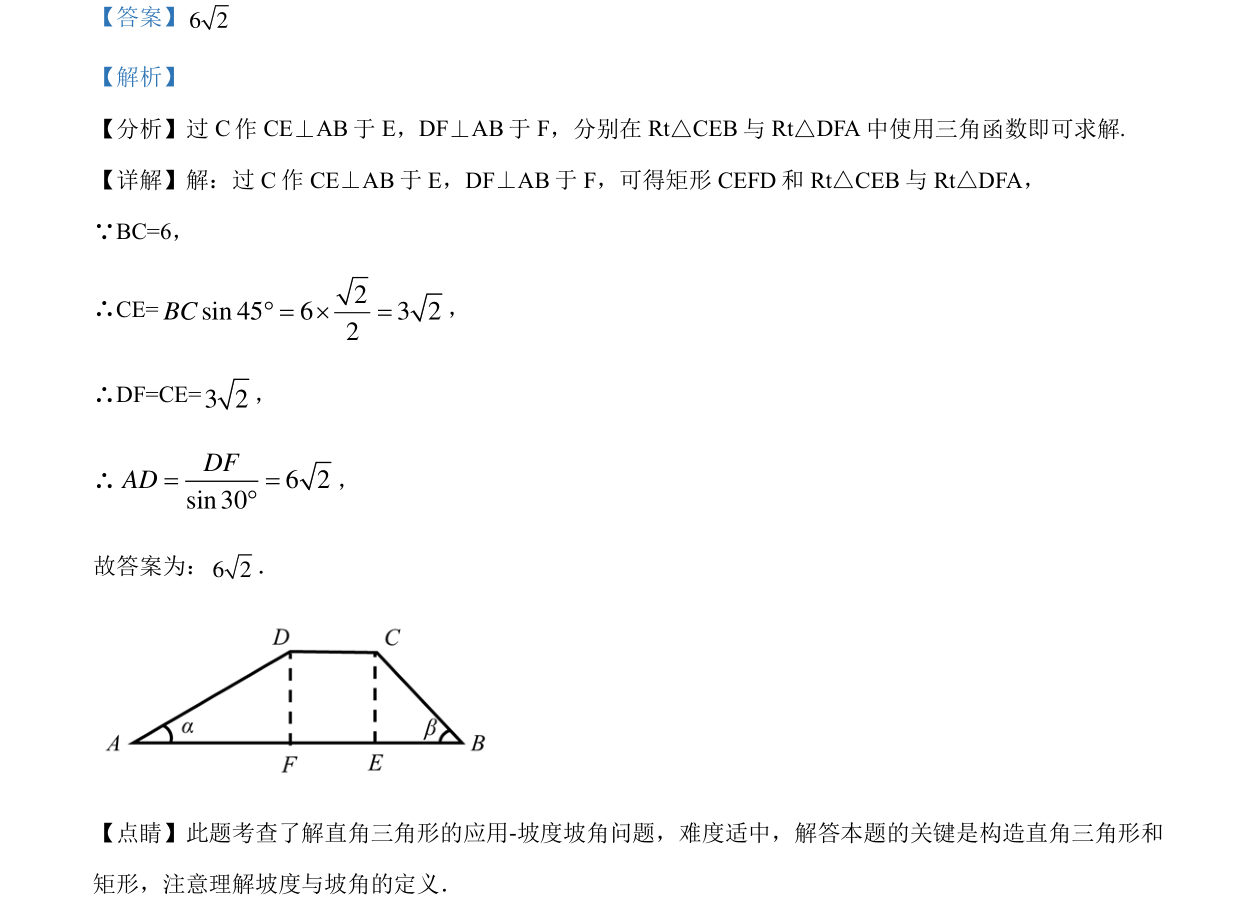 【答案】6√2
【解析】
【分析】过 C 作 CE⊥AB 于 E，DF⊥AB 于 F，分别在 Rt△CEB 与 Rt△DFA 中使用三角函数即可求解.
【详解】解：过 C 作 CE⊥AB 于 E，DF⊥AB 于 F，可得矩形 CEFD 和 Rt△CEB 与 Rt△DFA，
∵BC=6，
∴CE= BC sin 45° = 6 × √2/2 = 3√2，
∴DF=CE=3√2，
∴ AD = DF/sin 30° = 6√2，
故答案为：6√2．
D C
α β
A B
F E
【点睛】此题考查了解直角三角形的应用-坡度坡角问题，难度适中，解答本题的关键是构造直角三角形和
矩形，注意理解坡度与坡角的定义．